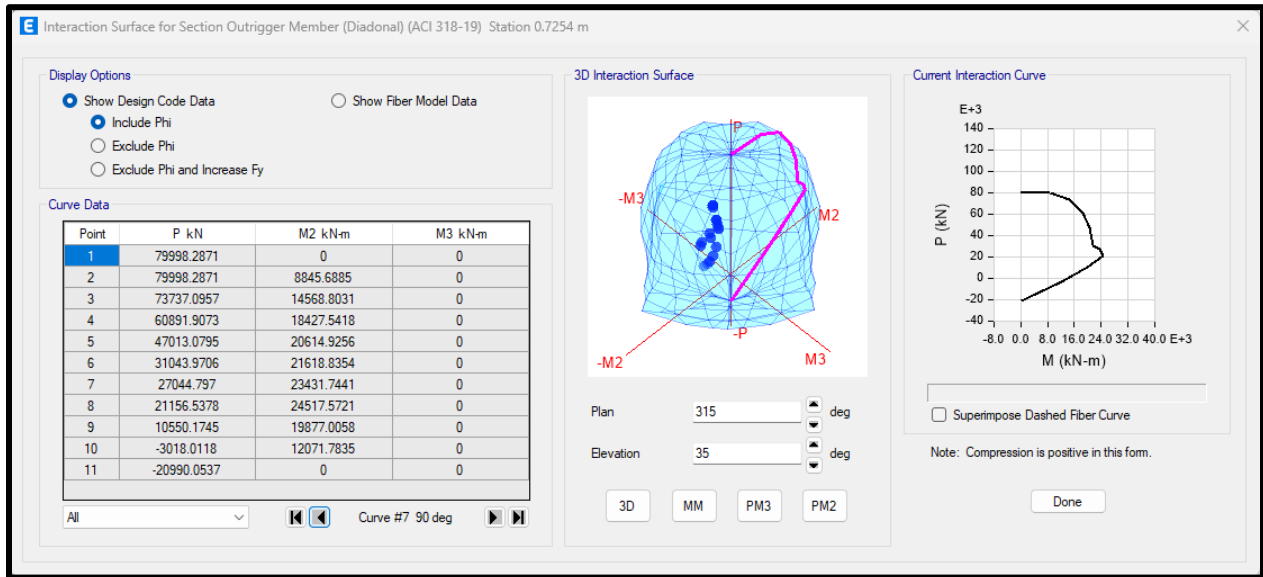 E Interaction Surface for Section Outrigger Member (Diadonal) (ACI 318-19) Station 0.7254 m
Display Options
Show Design Code Data Show Fiber Model Data
Include Phi
Exclude Phi
Exclude Phi and Increase Fy
Curve Data
Point P kN M2 kN-m M3 kN-m
1 79998.2871 0 0
2 79998.2871 8845.6885 0
3 73737.0957 14568.8031 0
4 60891.9073 18427.5418 0
5 47013.0795 20614.9256 0
6 31043.9706 21618.8354 0
7 27044.797 23431.7441 0
8 21156.5378 24517.5721 0
9 10550.1745 19877.0058 0
10 -3018.0118 12071.7835 0
11 -20990.0537 0 0
All Curve #7 90 deg
3D Interaction Surface
P
-M3
M2
-P
-M2
M3
Plan 315 deg
Elevation 35 deg
3D MM PM3 PM2
Current Interaction Curve
E+3
140
120
100
80
60
40
20
0
-20
-40
P (kN)
-8.0 0.0 8.0 16.0 24.0 32.0 40.0 E+3
M (kN-m)
Superimpose Dashed Fiber Curve
Note: Compression is positive in this form.
Done